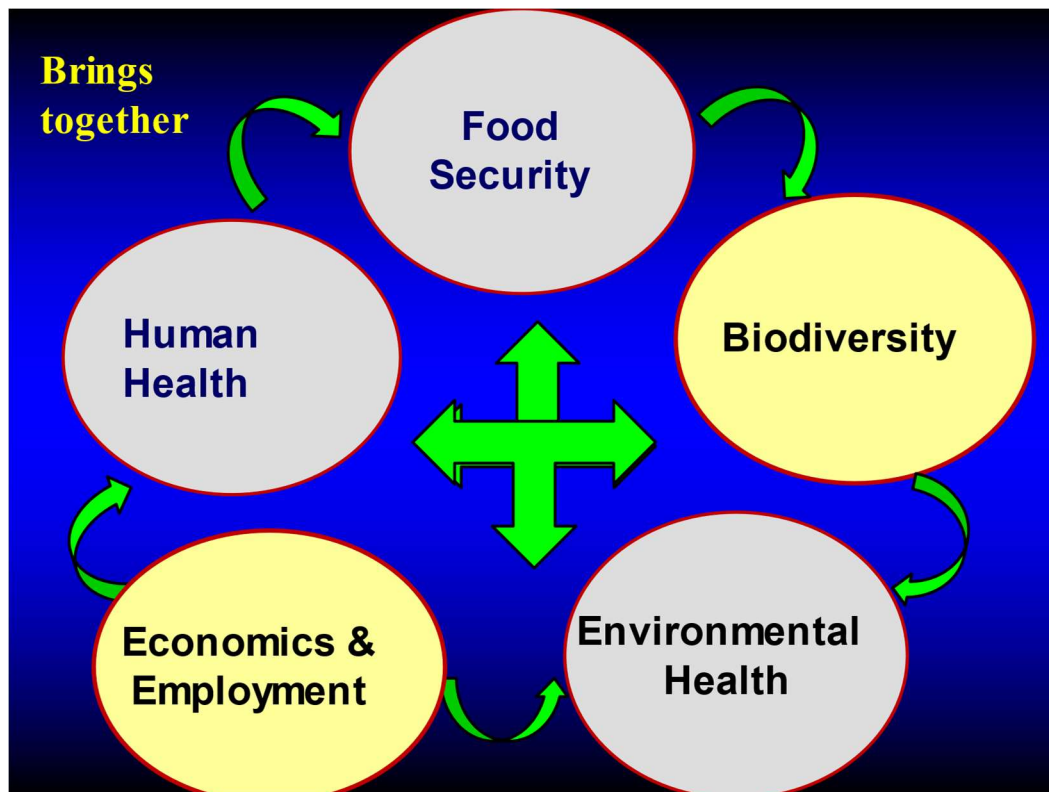 Brings
together
Food
Security
Human
Health
Biodiversity
Economics &
Employment
Environmental
Health